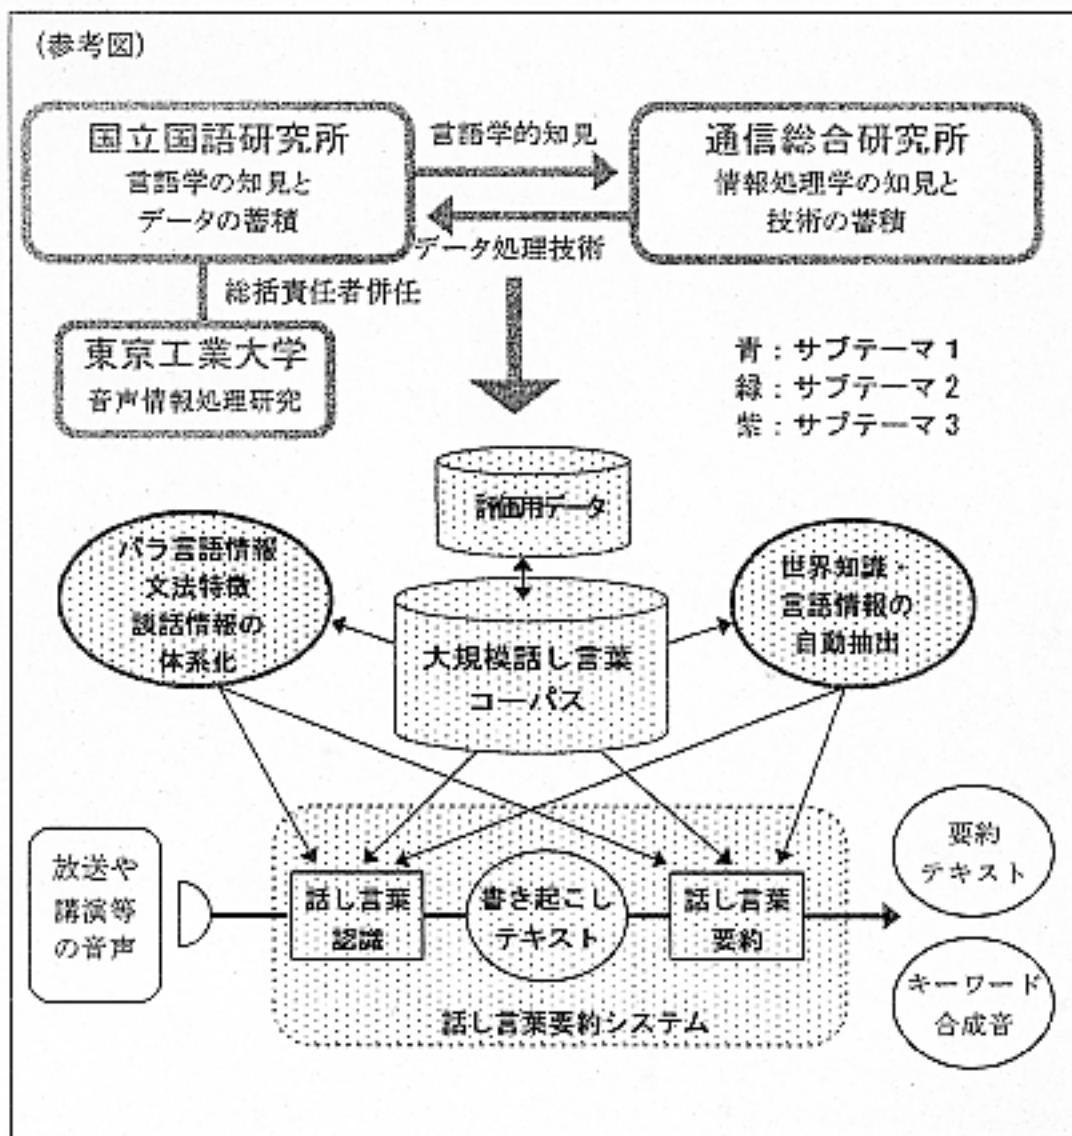 (参考図)
国立国語研究所
言語学の知見と
データの蓄積
言語学的知見
データ処理技術
通信総合研究所
情報処理学の知見と
技術の蓄積
総括責任者併任
東京工業大学
音声情報処理研究
青：サブテーマ1
緑：サブテーマ2
紫：サブテーマ3
評価用データ
パラ言語情報
文法特徴
談話情報の
体系化
大規模話し言葉
コーパス
世界知識・
言語情報の
自動抽出
放送や
講演等
の音声
話し言葉
認識
書き起こし
テキスト
話し言葉
要約
話し言葉要約システム
要約
テキスト
キーワード
合成音